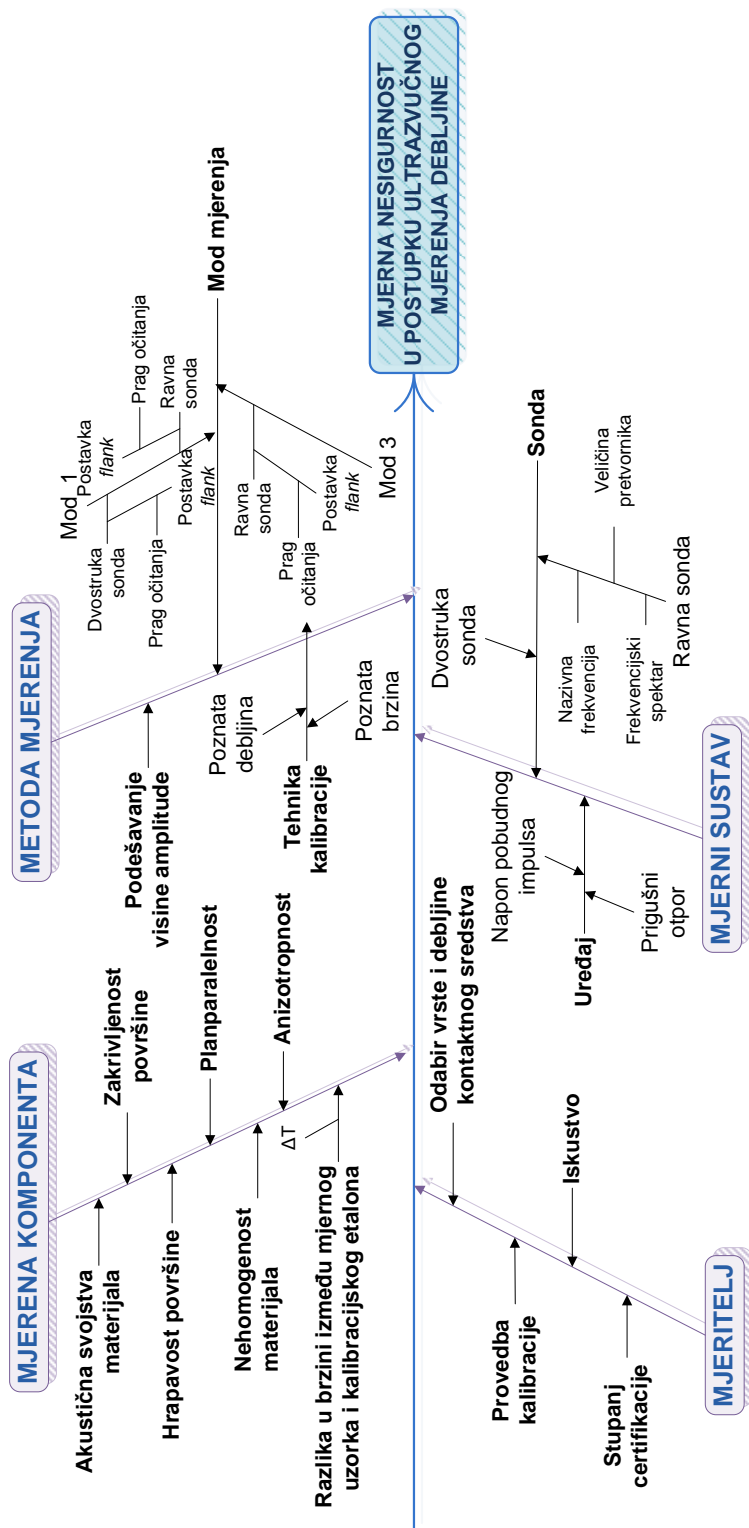 MJERENA KOMPONENTA
Akustična svojstva
materijala
Zakrivljenost
površine
Hrapavost površine
Planparalelnost
Nehomogenost
materijala
Anizotropnost
ΔT
Razlika u brzini između mjernog
uzorka i kalibracijskog etalona
METODA MJERENJA
Podešavanje
visine amplitude
Poznata
debljina
Tehnika
kalibracije
Poznata
brzina
Mod 1
Postavka
flank
Prag očitanja
Ravna
sonda
Dvostruka
sonda
Prag očitanja
Postavka
flank
Mod mjerenja
Ravna
sonda
Prag
očitanja
Postavka
flank
Mod 3
MJERNA NESIGURNOST
U POSTUPKU ULTRAZVUČNOG
MJERENJA DEBLJINE
Odabir vrste i debljine
kontaktnog sredstva
Provedba
kalibracije
Iskustvo
Stupanj
certifikacije
MJERITELJ
Dvostruka
sonda
Sonda
Napon pobudnog
impulsa
Uređaj
Prigušni
otpor
Nazivna
frekvencija
Veličina
pretvornika
Frekvencijski
spektar
Ravna sonda
MJERNI SUSTAV